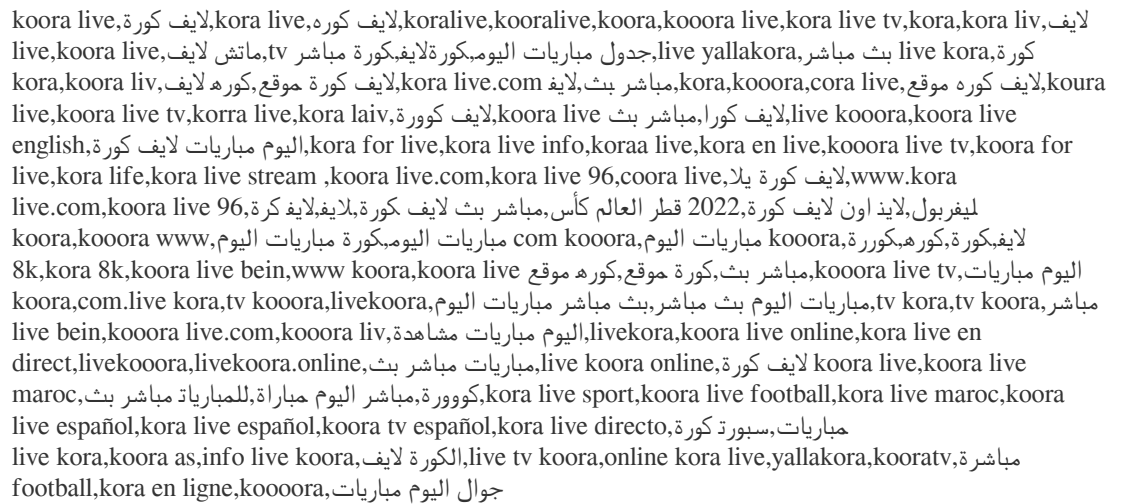 koora live,لايف كورة,kora live,لايف كوره,koralive,kooralive,koora,kooora live,kora live tv,kora,kora liv,لايف
live,koora live,ماتش لايف,tv كورة مباشر,كورةلايف,جدول مباريات اليوم,live yallakora,بث مباشر live kora,كورة
kora,koora liv,كوره لايف,لايف كورة موقع,kora live.com لايف,مباشر بث,kora,kooora,cora live,لايف كوره موقع,koura
live,koora live tv,korra live,kora laiv,لايف كوورة,koora live لايف كورا,مباشر بث,live kooora,koora live
english,اليوم مباريات لايف كورة,kora for live,kora live info,koraa live,kora en live,kooora live tv,koora for
live,kora life,kora live stream ,koora live.com,kora live 96,coora live,لايف كورة يلا,www.kora
live.com,koora live 96,ليفربول,لايذ اون لايف كورة,2022 قطر العالم كأس,مباشر بث لايف كورة,لايف,لايف كرة
koora,kooora www,مباريات اليوم,كورة مباريات اليوم com kooora,مباريات اليوم kooora,لايف,كورة,كوره,كوررة
8k,kora 8k,koora live bein,www koora,koora live مباشر بث,كورة موقع,كوره موقع,kooora live tv,اليوم مباريات
koora,com.live kora,tv kooora,livekoora,مباريات اليوم بث مباشر,بث مباشر مباريات اليوم,tv kora,tv koora,مباشر
live bein,kooora live.com,kooora liv,اليوم مباريات مشاهدة,livekora,koora live online,kora live en
direct,livekooora,livekoora.online,مباريات مباشر بث,live koora online,لايف كورة koora live,koora live
maroc,كووورة,مباشر اليوم مباراة,للمبارياة مباشر بث,kora live sport,koora live football,kora live maroc,koora
live español,kora live español,koora tv español,kora live directo,مباريات,سبورت كورة
live kora,koora as,info live koora,الكورة لايف,live tv koora,online kora live,yallakora,kooratv,مباشرة
football,kora en ligne,koooora,جوال اليوم مباريات